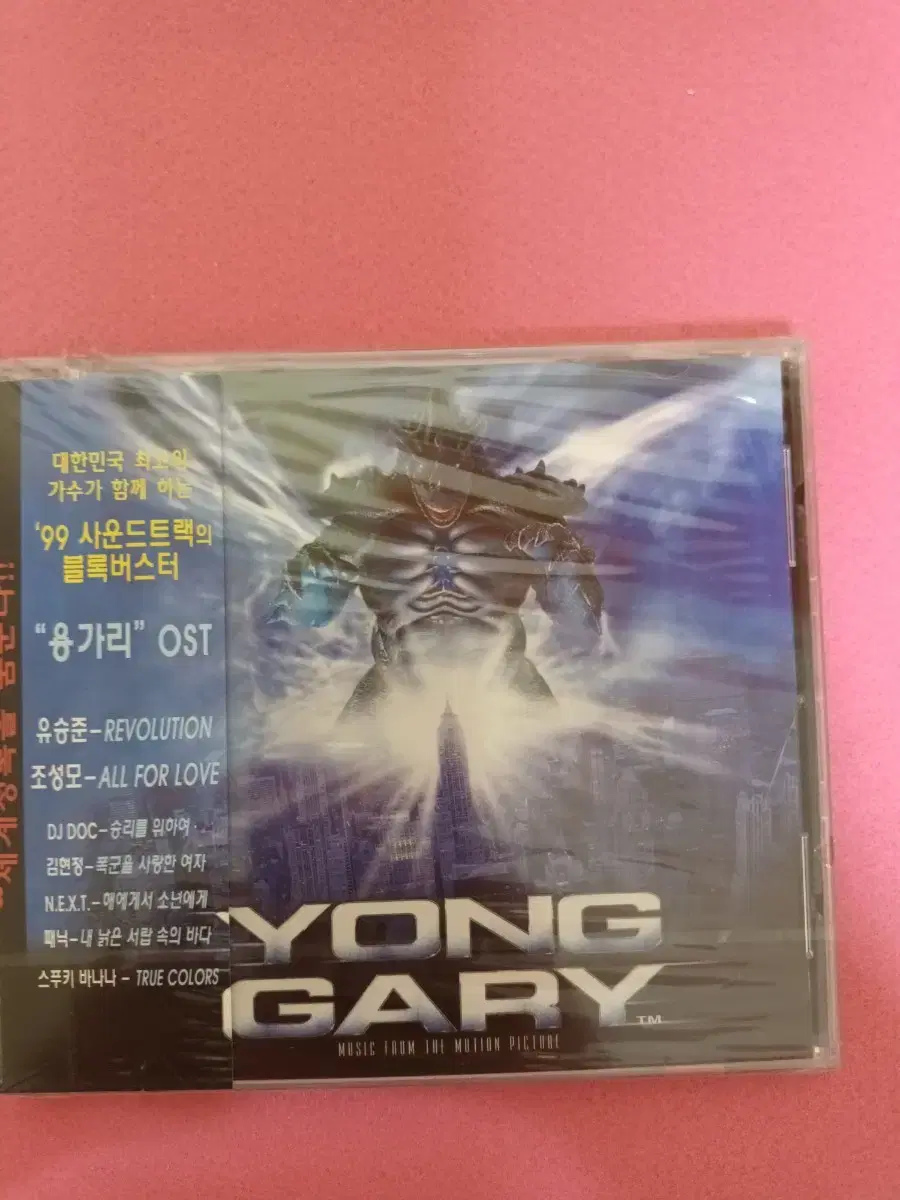 대한민국 최고의
가수가 함께 하는
'99 사운드트랙의
블록버스터
"용가리" OST
유승준-REVOLUTION
조성모-ALL FOR LOVE
DJ DOC-승리를 위하여
김현정-폭군을 사랑한 여자
N.E.X.T.-해에게서 소년에게
패닉-내 낡은 서랍 속의 바다
스푸키 바나나 - TRUE COLORS
YONG
GARY™
MUSIC FROM THE MOTION PICTURE